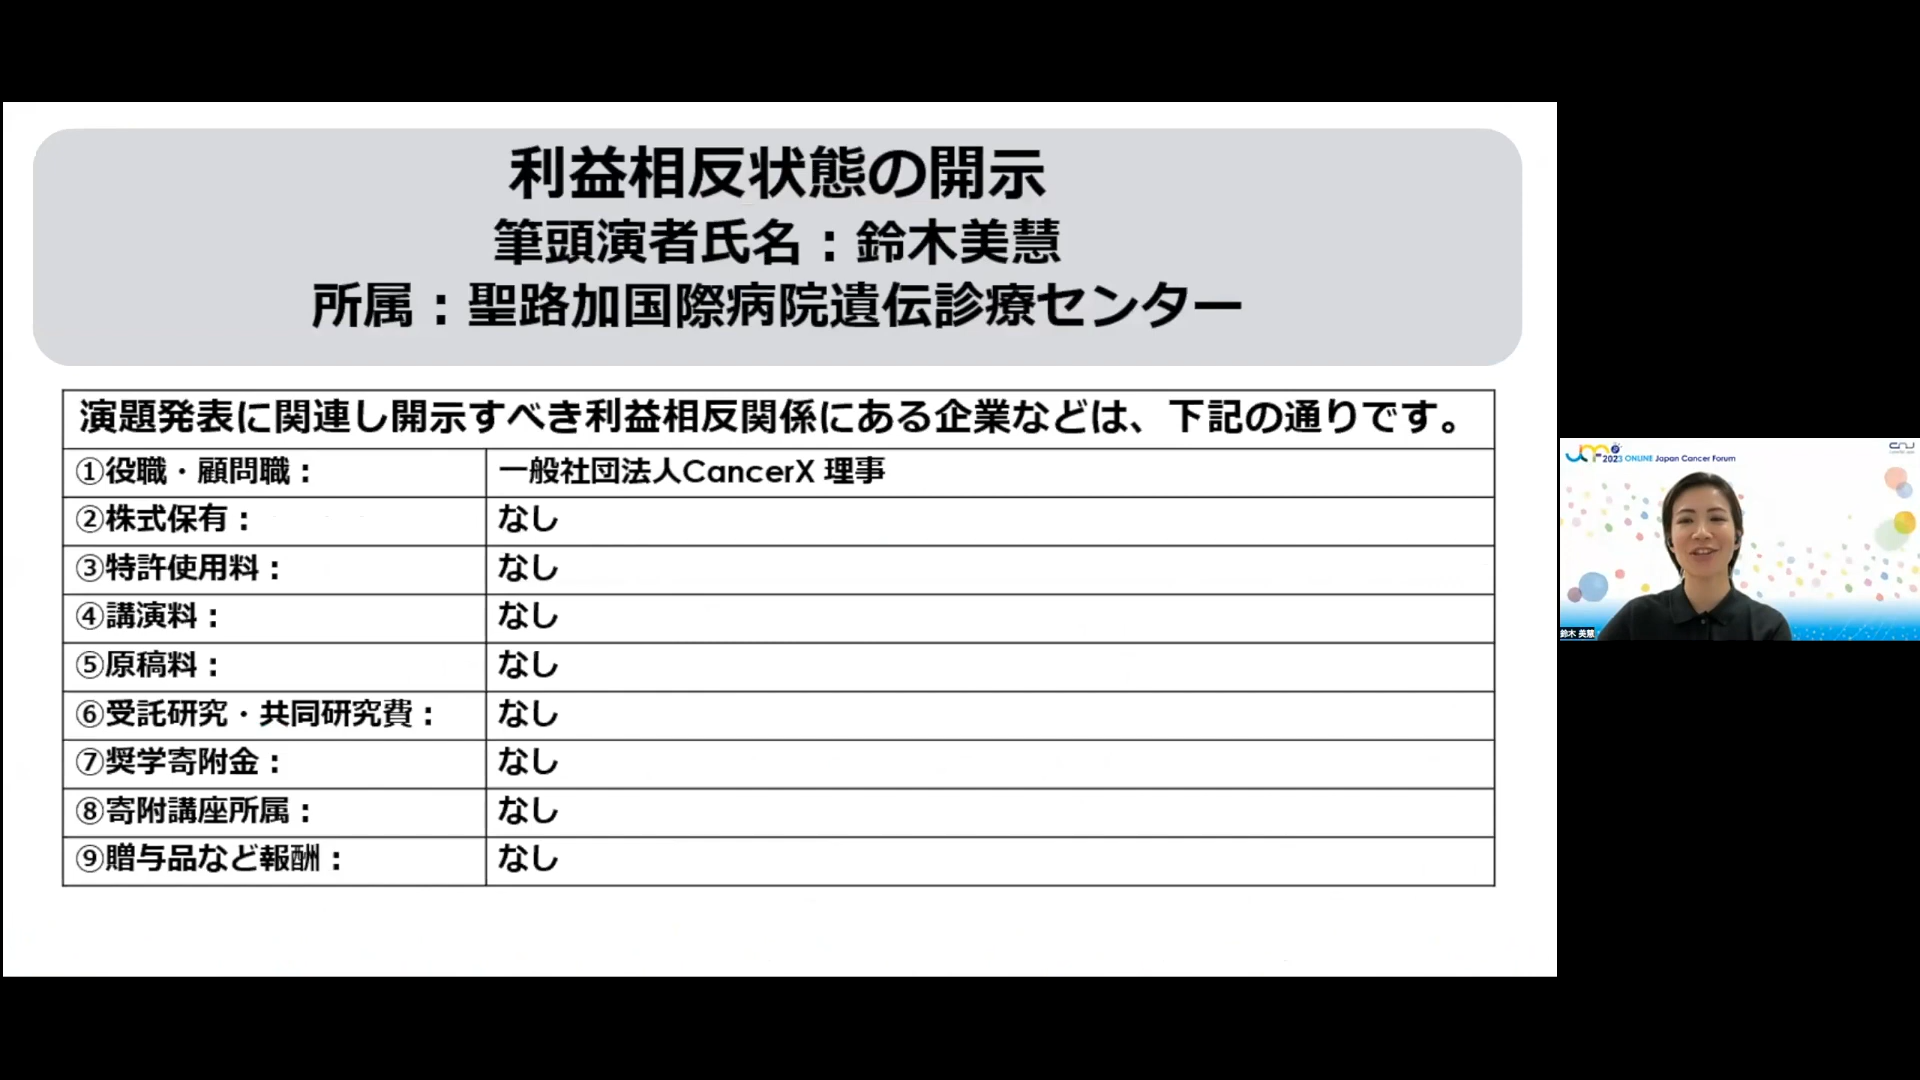 利益相反状態の開示
筆頭演者氏名：鈴木美慧
所属：聖路加国際病院遺伝診療センター
演題発表に関連し開示すべき利益相反関係にある企業などは、下記の通りです。
①役職・顧問職： 一般社団法人CancerX 理事
②株式保有： なし
③特許使用料： なし
④講演料： なし
⑤原稿料： なし
⑥受託研究・共同研究費： なし
⑦奨学寄附金： なし
⑧寄附講座所属： なし
⑨贈与品など報酬： なし
2023 ONLINE Japan Cancer Forum
鈴木 美慧